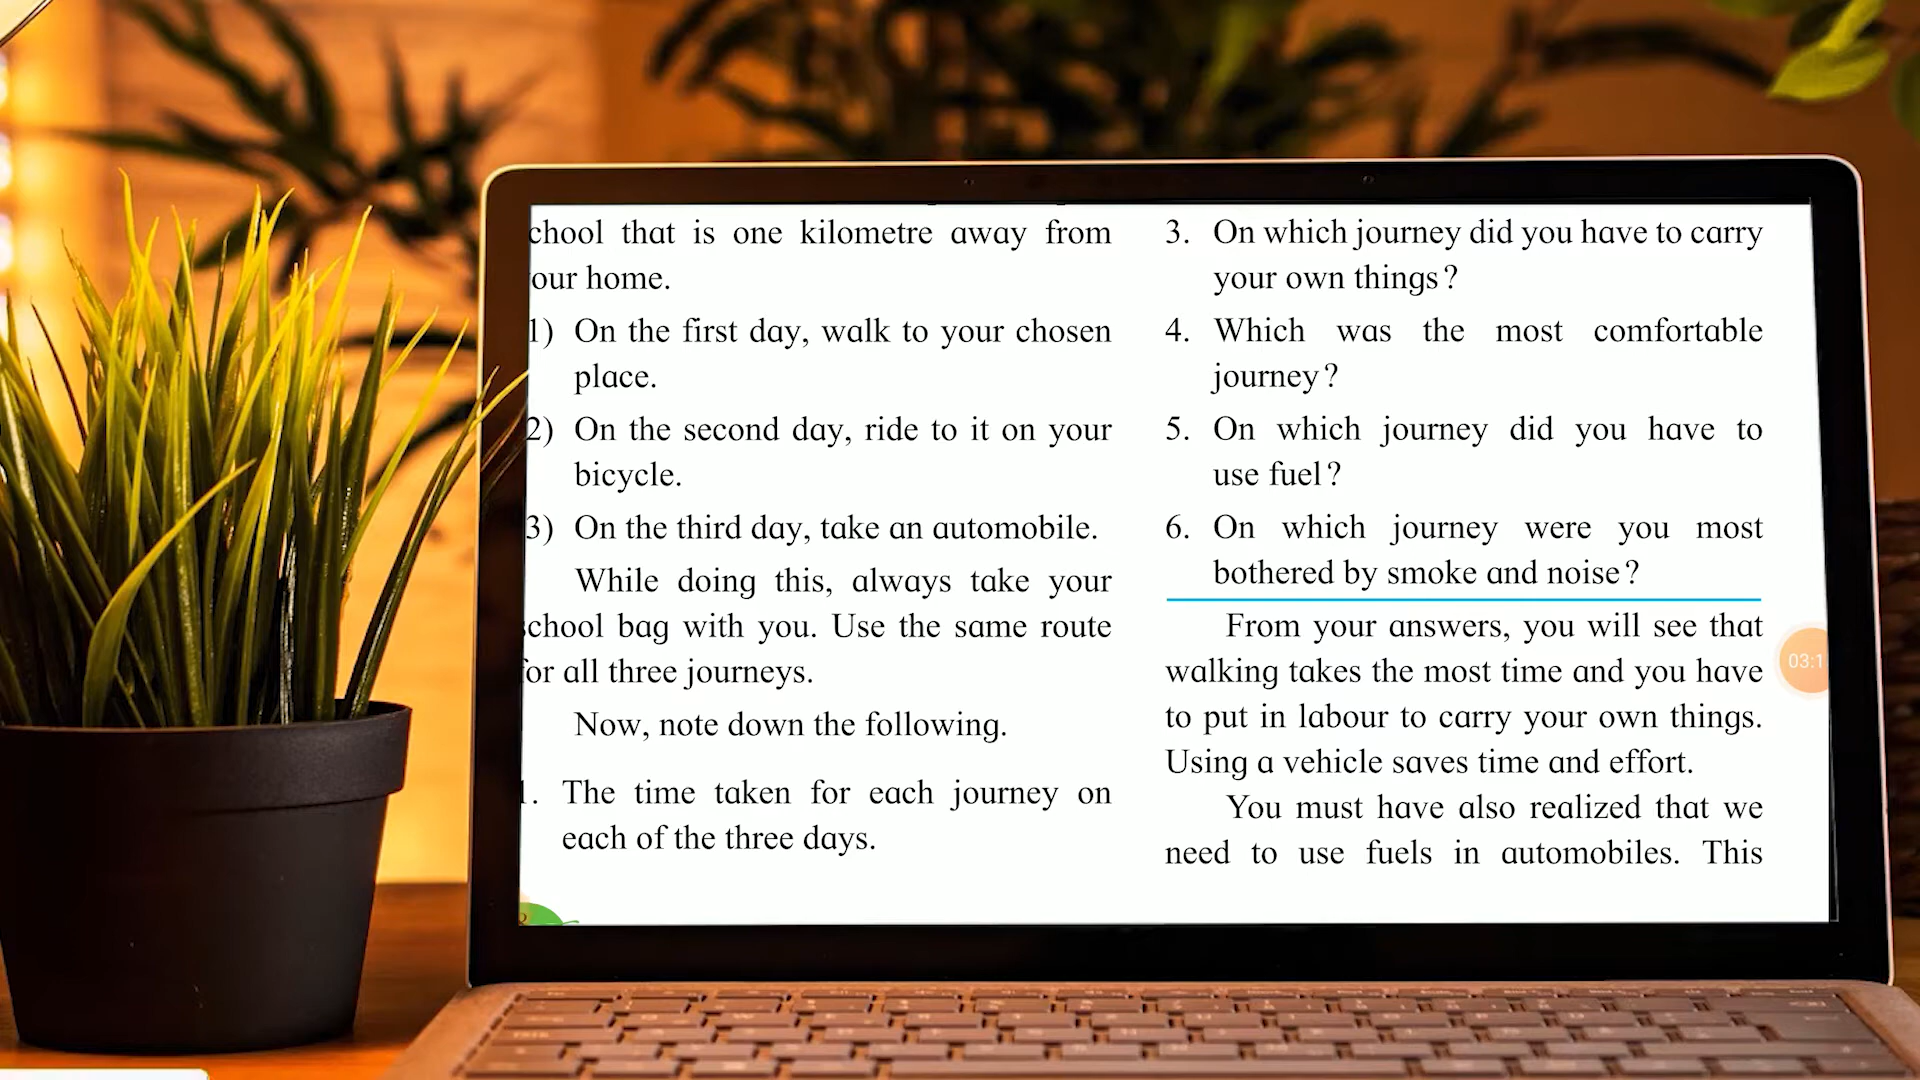 chool that is one kilometre away from
our home.
1) On the first day, walk to your chosen
place.
2) On the second day, ride to it on your
bicycle.
3) On the third day, take an automobile.
While doing this, always take your
school bag with you. Use the same route
for all three journeys.
Now, note down the following.
1. The time taken for each journey on
each of the three days.
3. On which journey did you have to carry
your own things?
4. Which was the most comfortable
journey?
5. On which journey did you have to
use fuel?
6. On which journey were you most
bothered by smoke and noise?
From your answers, you will see that
walking takes the most time and you have
to put in labour to carry your own things.
Using a vehicle saves time and effort.
You must have also realized that we
need to use fuels in automobiles. This
03:1